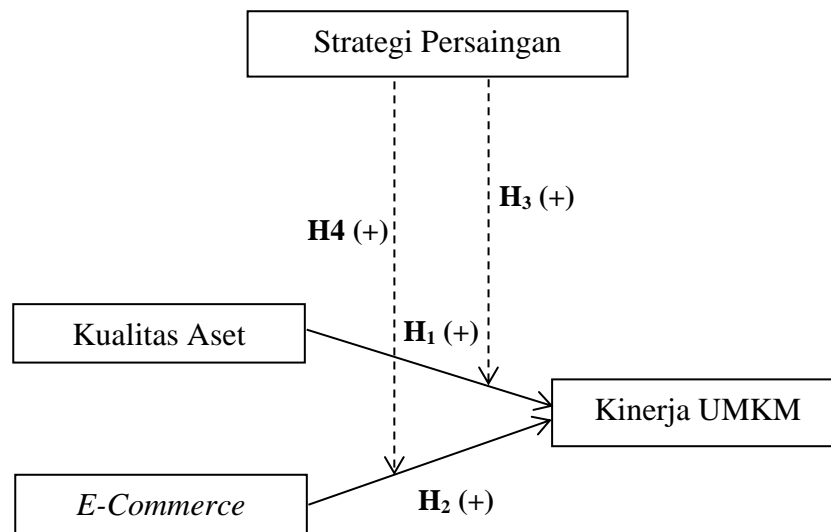 Strategi Persaingan
H₃ (+)
H4 (+)
Kualitas Aset
H₁ (+)
Kinerja UMKM
E-Commerce
H₂ (+)